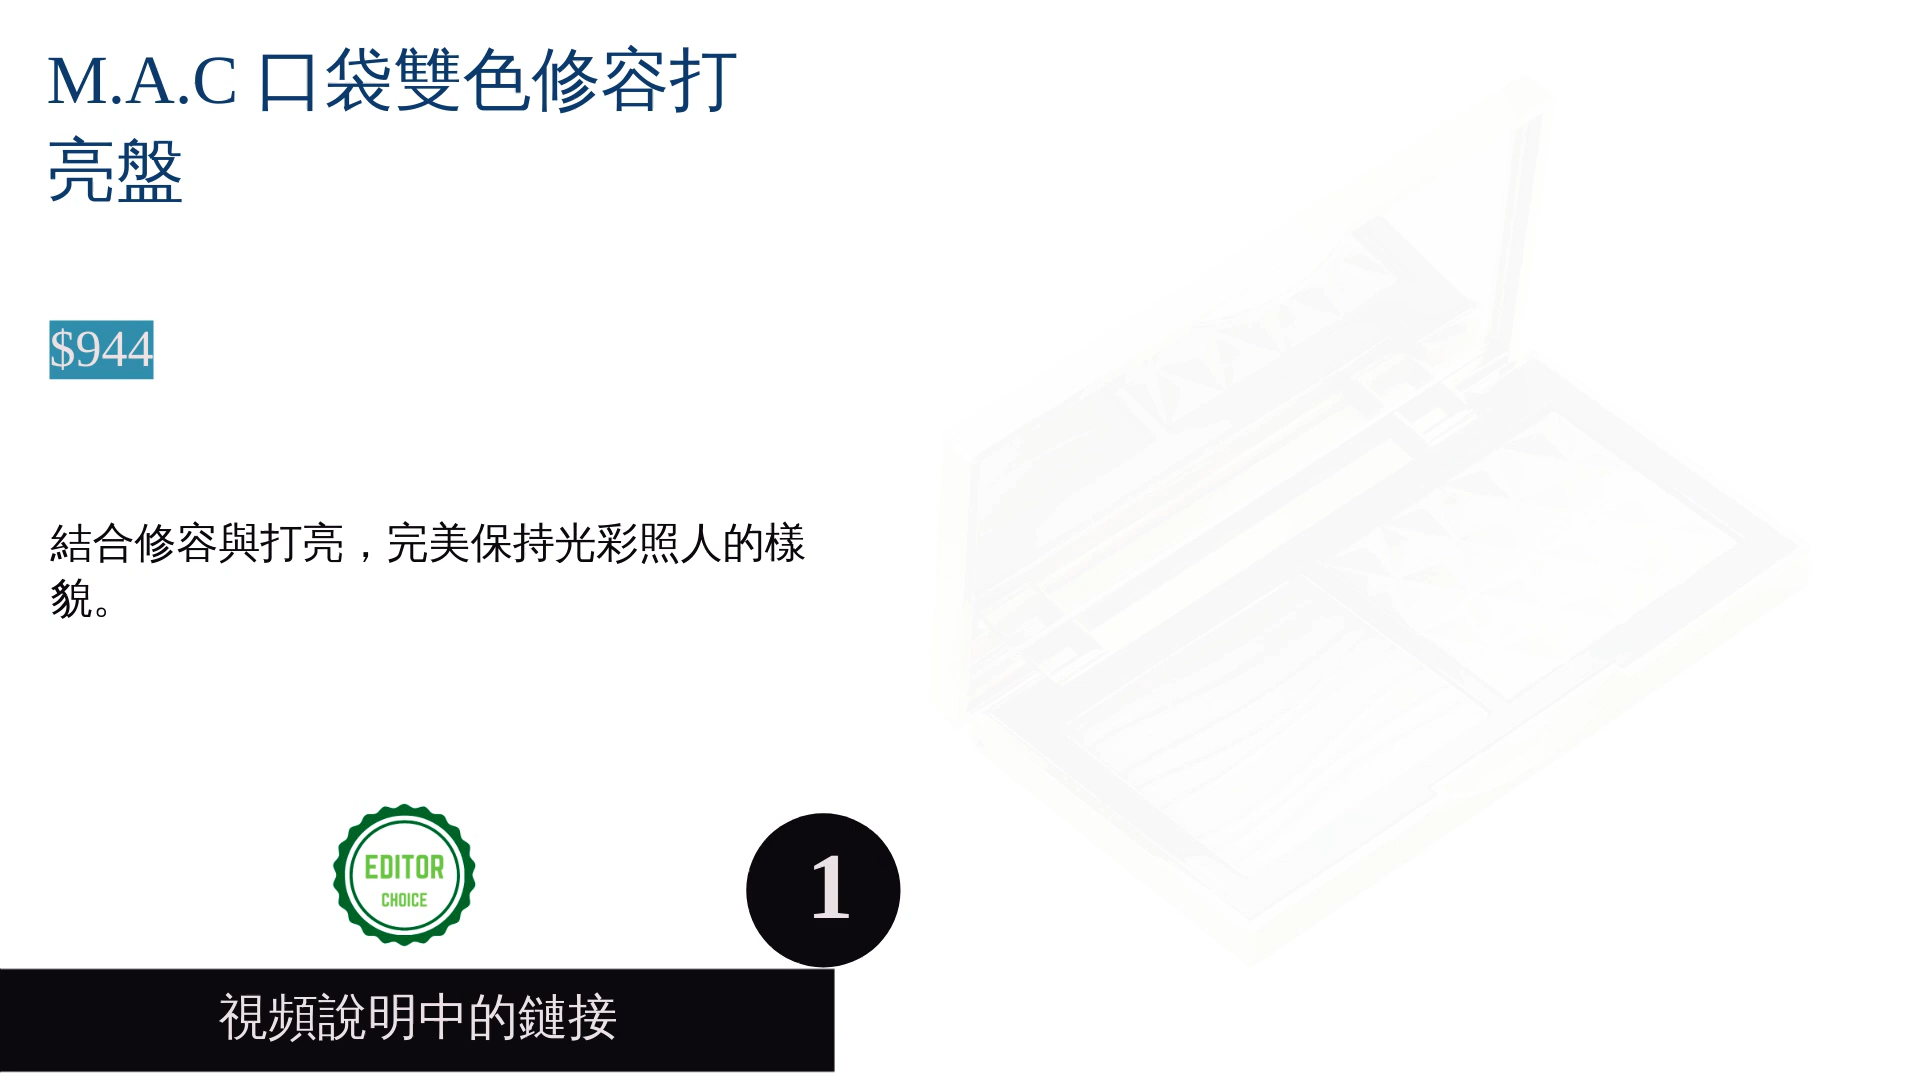 M.A.C 口袋雙色修容打
亮盤
$944
結合修容與打亮，完美保持光彩照人的樣
貌。
EDITOR
CHOICE
1
視頻說明中的鏈接